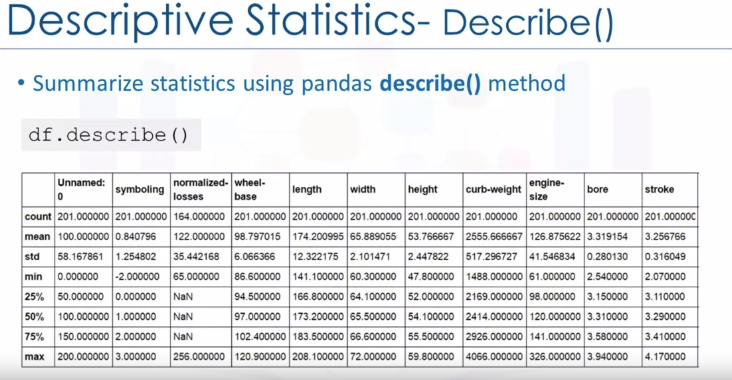 Descriptive Statistics- Describe()
• Summarize statistics using pandas describe() method
df.describe()
Unnamed: 0 symboling normalized-losses wheel-base length width height curb-weight engine-size bore stroke
count 201.000000 201.000000 164.000000 201.000000 201.000000 201.000000 201.000000 201.000000 201.000000 201.000000 201.00000C
mean 100.000000 0.840796 122.000000 98.797015 174.200995 65.889055 53.766667 2555.666667 126.875622 3.319154 3.256766
std 58.167861 1.254802 35.442168 6.066366 12.322175 2.101471 2.447822 517.296727 41.546834 0.280130 0.316049
min 0.000000 -2.000000 65.000000 86.600000 141.100000 60.300000 47.800000 1488.000000 61.000000 2.540000 2.070000
25% 50.000000 0.000000 NaN 94.500000 166.800000 64.100000 52.000000 2169.000000 98.000000 3.150000 3.110000
50% 100.000000 1.000000 NaN 97.000000 173.200000 65.500000 54.100000 2414.000000 120.000000 3.310000 3.290000
75% 150.000000 2.000000 NaN 102.400000 183.500000 66.600000 55.500000 2926.000000 141.000000 3.580000 3.410000
max 200.000000 3.000000 256.000000 120.900000 208.100000 72.000000 59.800000 4066.000000 326.000000 3.940000 4.170000